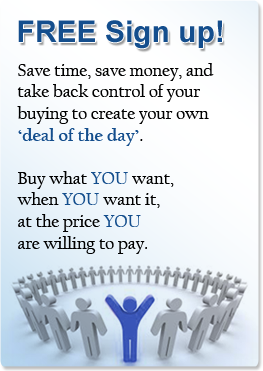 FREE Sign up!
Save time, save money, and
take back control of your
buying to create your own
‘deal of the day’.
Buy what YOU want,
when YOU want it,
at the price YOU
are willing to pay.